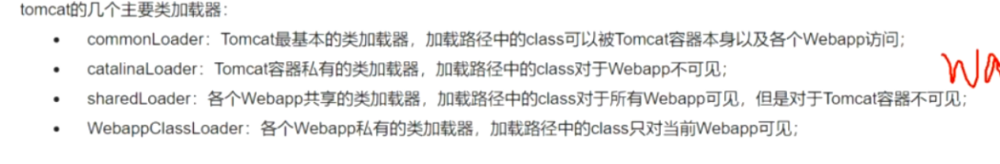 tomcat的几个主要类加载器：
• commonLoader：Tomcat最基本的类加载器，加载路径中的class可以被Tomcat容器本身以及各个Webapp访问；
• catalinaLoader：Tomcat容器私有的类加载器，加载路径中的class对于Webapp不可见；
• sharedLoader：各个Webapp共享的类加载器，加载路径中的class对于所有Webapp可见，但是对于Tomcat容器不可见；
• WebappClassLoader：各个Webapp私有的类加载器，加载路径中的class只对当前Webapp可见；